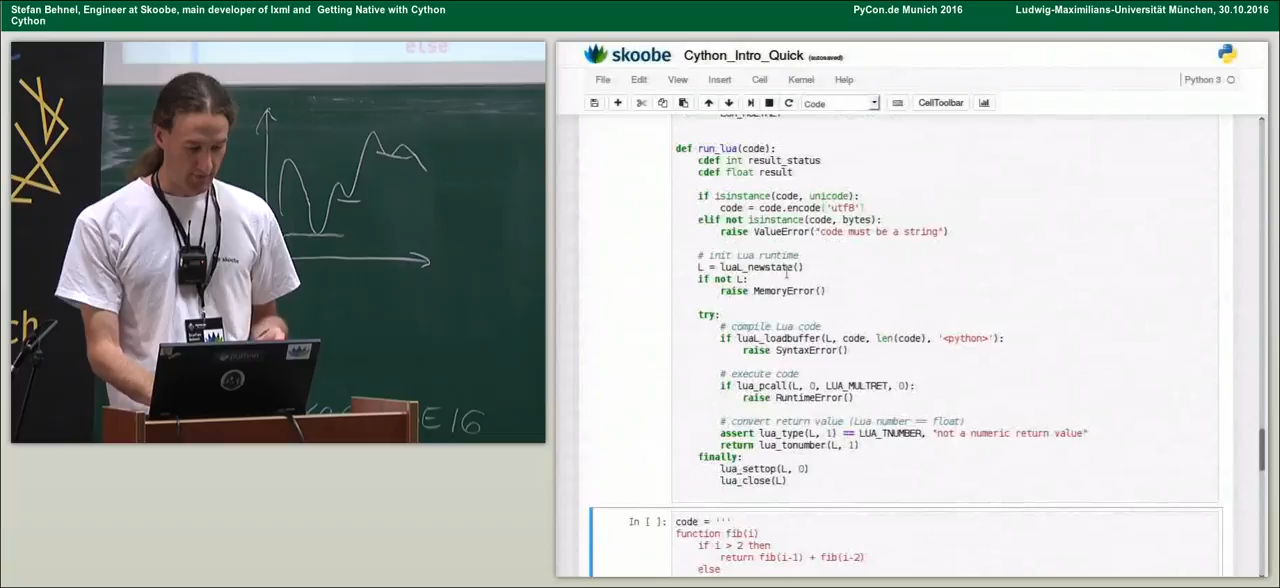 Stefan Behnel, Engineer at Skoobe, main developer of lxml and Cython
Getting Native with Cython
PyCon.de Munich 2016
Ludwig-Maximilians-Universität München, 30.10.2016
else
skoobe
Cython_Intro_Quick (autosaved)
File Edit View Insert Cell Kernel Help
Python 3
Code
CellToolbar
LUA_MULTRET
def run_lua(code):
cdef int result_status
cdef float result
if isinstance(code, unicode):
code = code.encode('utf8')
elif not isinstance(code, bytes):
raise ValueError("code must be a string")
# init Lua runtime
L = luaL_newstate()
if not L:
raise MemoryError()
try:
# compile Lua code
if luaL_loadbuffer(L, code, len(code), '<python>'):
raise SyntaxError()
# execute code
if lua_pcall(L, 0, LUA_MULTRET, 0):
raise RuntimeError()
# convert return value (Lua number == float)
assert lua_type(L, 1) == LUA_TNUMBER, "not a numeric return value"
return lua_tonumber(L, 1)
finally:
lua_settop(L, 0)
lua_close(L)
In [ ]: code = '''
function fib(i)
if i > 2 then
return fib(i-1) + fib(i-2)
else
ch
python
E 16